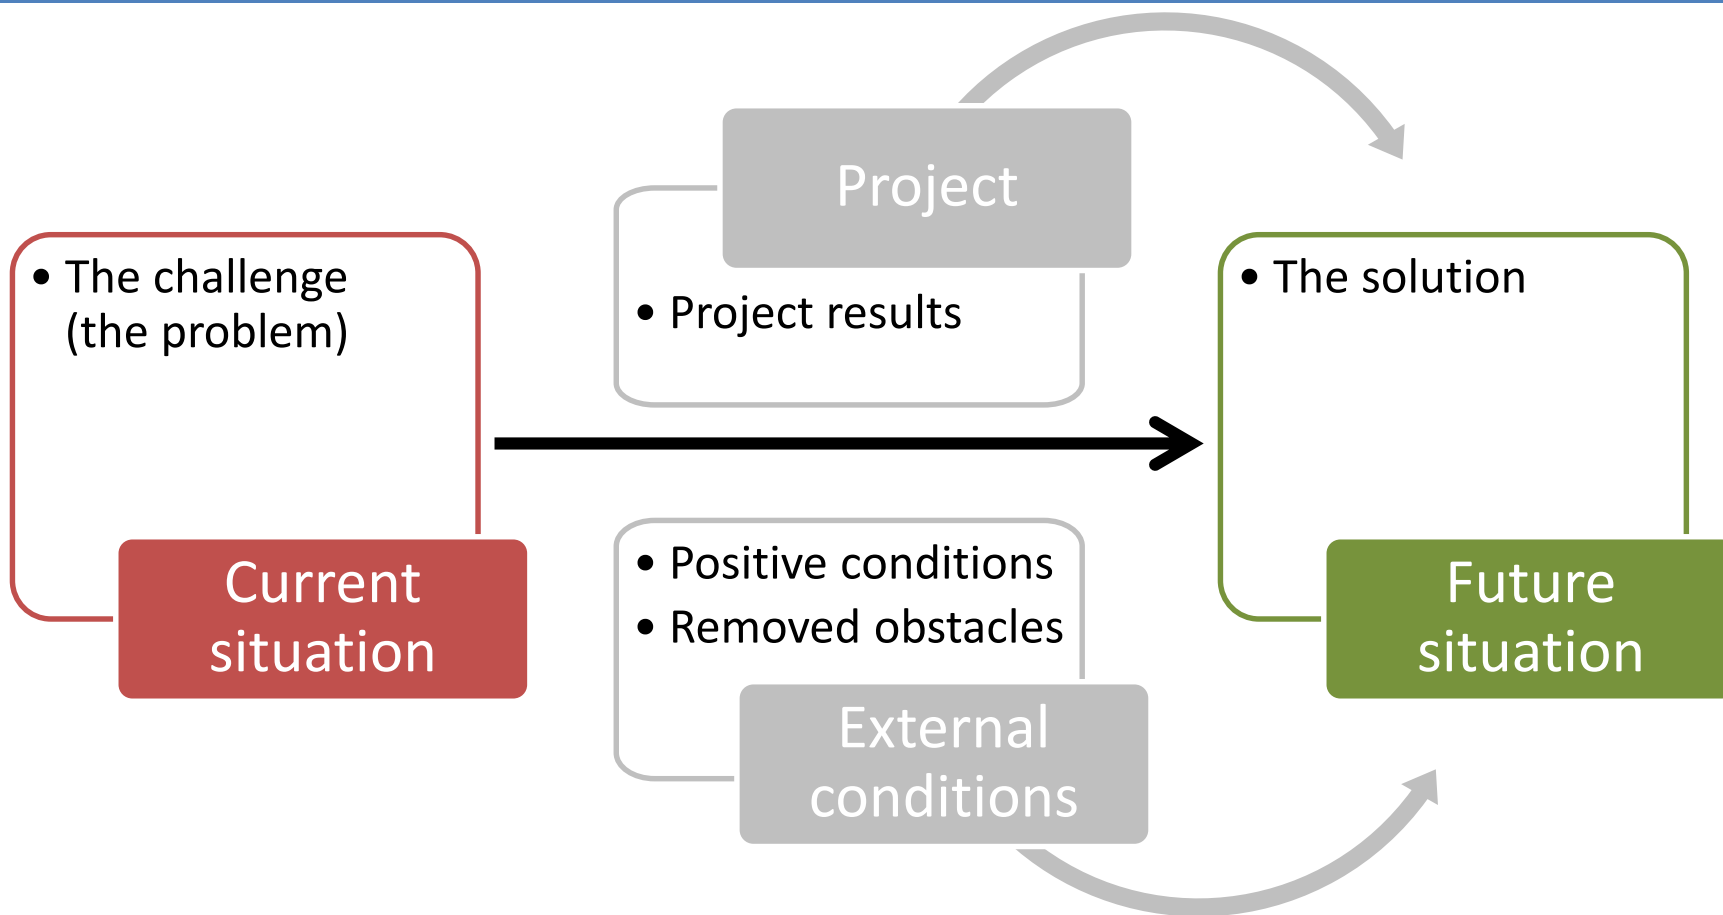 • The challenge
(the problem)
Current
situation
Project
• Project results
• Positive conditions
• Removed obstacles
External
conditions
• The solution
Future
situation